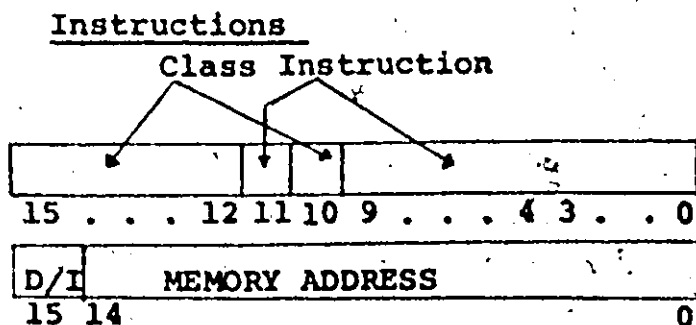 Instructions
Class Instruction
15 . . . 12 11 10 9 . . . 4 3 . . 0
D/I MEMORY ADDRESS
15 14 0